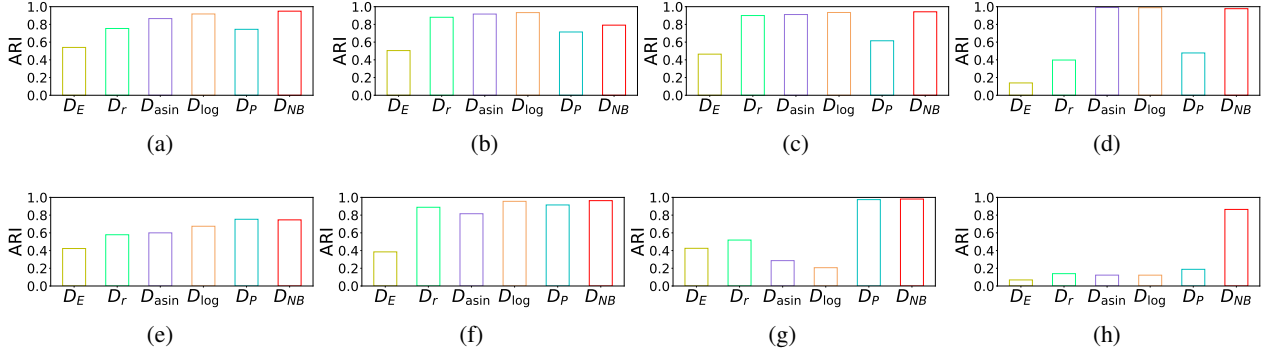 1.0 1.0 1.0 1.0
0.8 0.8 0.8 0.8
ARI 0.6 ARI 0.6 ARI 0.6 ARI 0.6
0.4 0.4 0.4 0.4
0.2 0.2 0.2 0.2
0.0 0.0 0.0 0.0
D_E D_r D_asin D_log D_P D_NB D_E D_r D_asin D_log D_P D_NB D_E D_r D_asin D_log D_P D_NB D_E D_r D_asin D_log D_P D_NB
(a) (b) (c) (d)
1.0 1.0 1.0 1.0
0.8 0.8 0.8 0.8
ARI 0.6 ARI 0.6 ARI 0.6 ARI 0.6
0.4 0.4 0.4 0.4
0.2 0.2 0.2 0.2
0.0 0.0 0.0 0.0
D_E D_r D_asin D_log D_P D_NB D_E D_r D_asin D_log D_P D_NB D_E D_r D_asin D_log D_P D_NB D_E D_r D_asin D_log D_P D_NB
(e) (f) (g) (h)